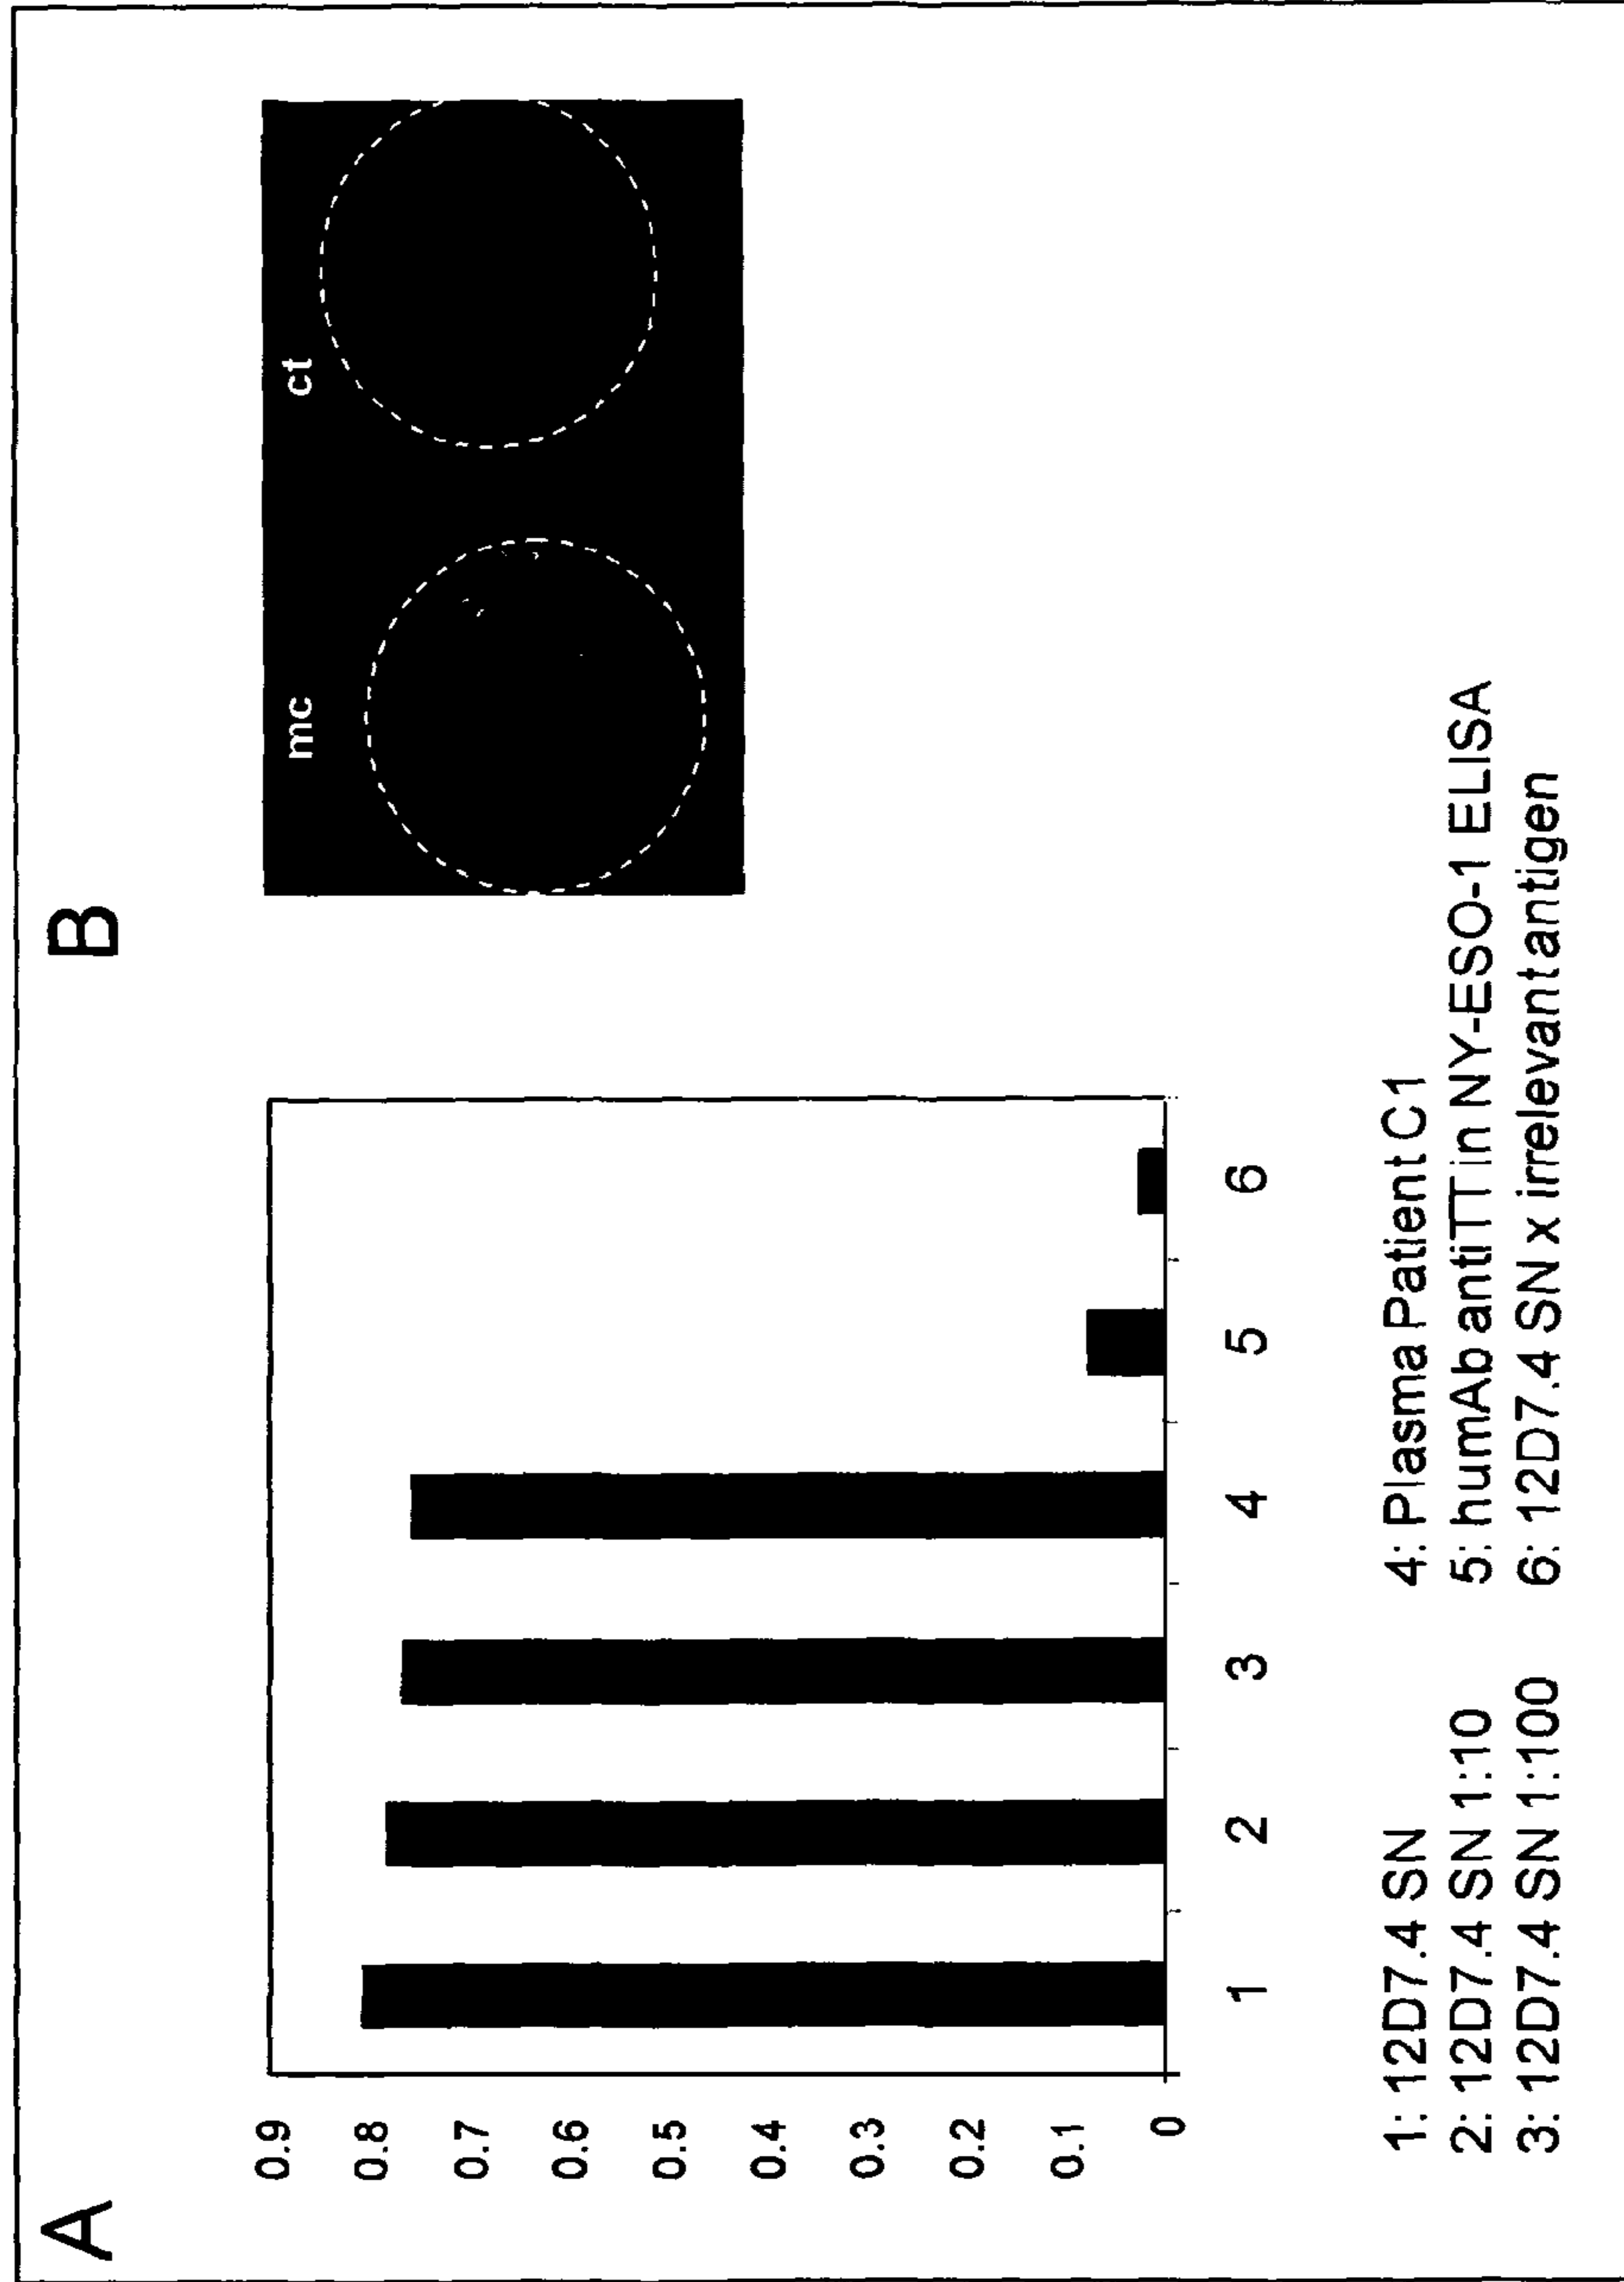 A
B
mc
ct
0.9
0.8
0.7
0.6
0.5
0.4
0.3
0.2
0.1
0
1 2 3 4 5 6
1: 12D7.4 SN
2: 12D7.4 SN 1:10
3: 12D7.4 SN 1:100
4: Plasma Patient C1
5: humAb antiTT in NY-ESO-1 ELISA
6: 12D7.4 SN x irrelevant antigen